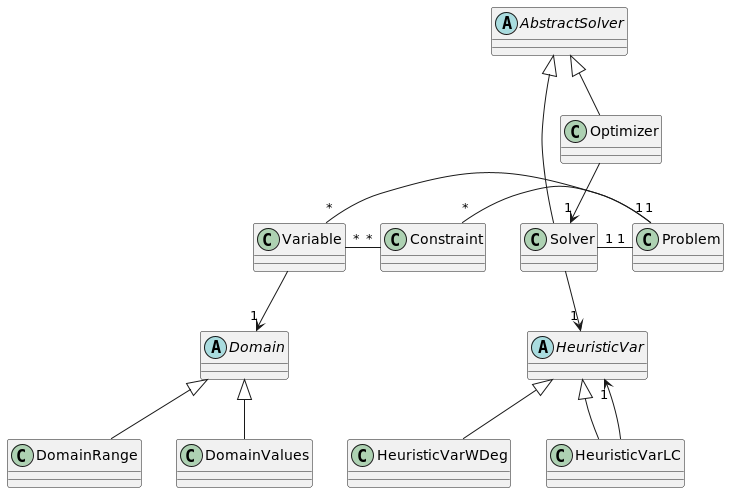 A AbstractSolver
C Optimizer
* * 1 1 1
C Variable * * C Constraint C Solver 1 1 C Problem
1 1
A Domain A HeuristicVar
1
C DomainRange C DomainValues C HeuristicVarWDeg C HeuristicVarLC